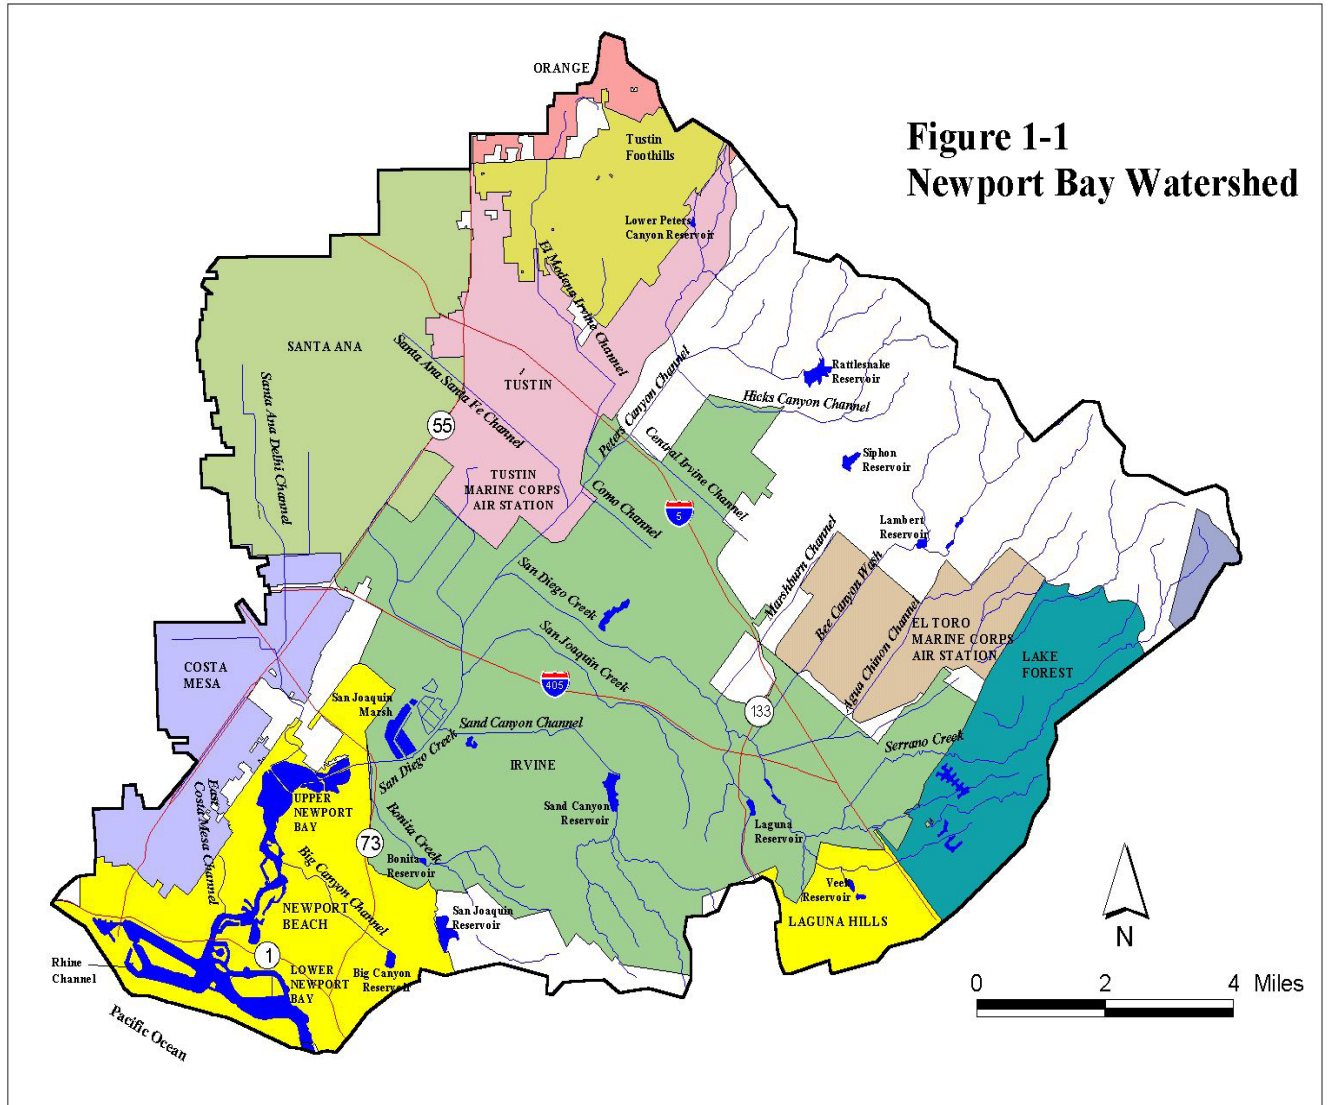 Figure 1-1
Newport Bay Watershed
ORANGE
Tustin
Foothills
Lower Peters
Canyon Reservoir
El Modena Irvine Channel
SANTA ANA
Santa Ana Santa Fe Channel
TUSTIN
Peters Canyon Channel
Rattlesnake
Reservoir
Hicks Canyon Channel
Santa Ana Delhi Channel
55
Central Irvine Channel
Siphon
Reservoir
TUSTIN
MARINE CORPS
AIR STATION
Como Channel
5
Lambert
Reservoir
Marshburn Channel
Bee Canyon Wash
Agua Chinon Channel
San Diego Creek
San Joaquin Creek
EL TORO
MARINE CORPS
AIR STATION
LAKE
FOREST
COSTA
MESA
San Joaquin
Marsh
405
133
Sand Canyon Channel
San Diego Creek
Serrano Creek
IRVINE
UPPER
NEWPORT
BAY
East
Costa Mesa Channel
Sand Canyon
Reservoir
Laguna
Reservoir
73
Bonita Creek
Bonita
Reservoir
Big Canyon Channel
Veeh
Reservoir
NEWPORT
BEACH
San Joaquin
Reservoir
LAGUNA HILLS
N
1
Rhine
Channel
LOWER
NEWPORT
BAY
Big Canyon
Reservoir
0 2 4 Miles
Pacific Ocean